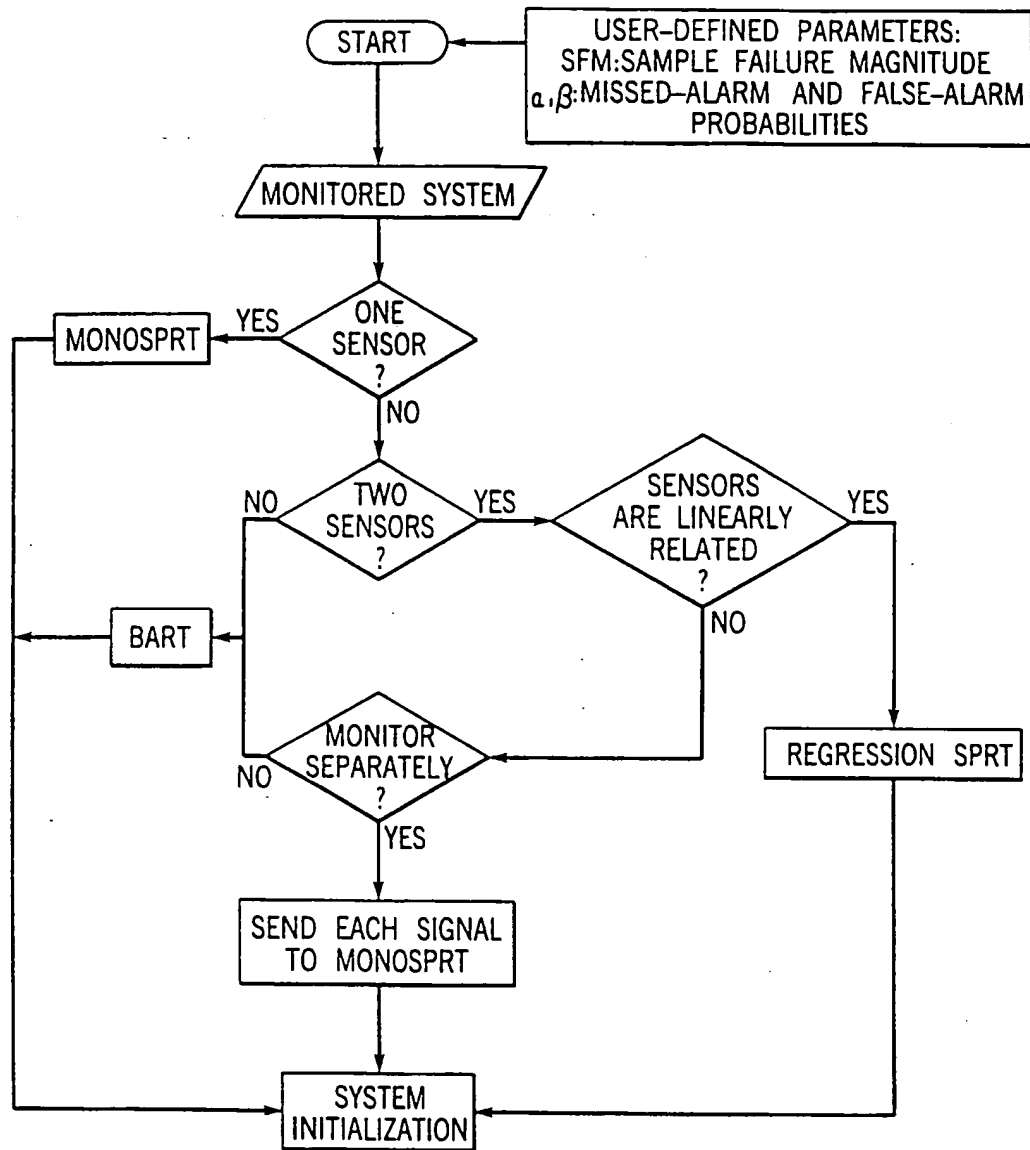 START
USER-DEFINED PARAMETERS:
SFM:SAMPLE FAILURE MAGNITUDE
α,β:MISSED-ALARM AND FALSE-ALARM
PROBABILITIES
MONITORED SYSTEM
ONE
SENSOR
?
YES
MONOSPRT
NO
TWO
SENSORS
?
NO
YES
SENSORS
ARE LINEARLY
RELATED
?
YES
NO
BART
MONITOR
SEPARATELY
?
NO
YES
REGRESSION SPRT
SEND EACH SIGNAL
TO MONOSPRT
SYSTEM
INITIALIZATION